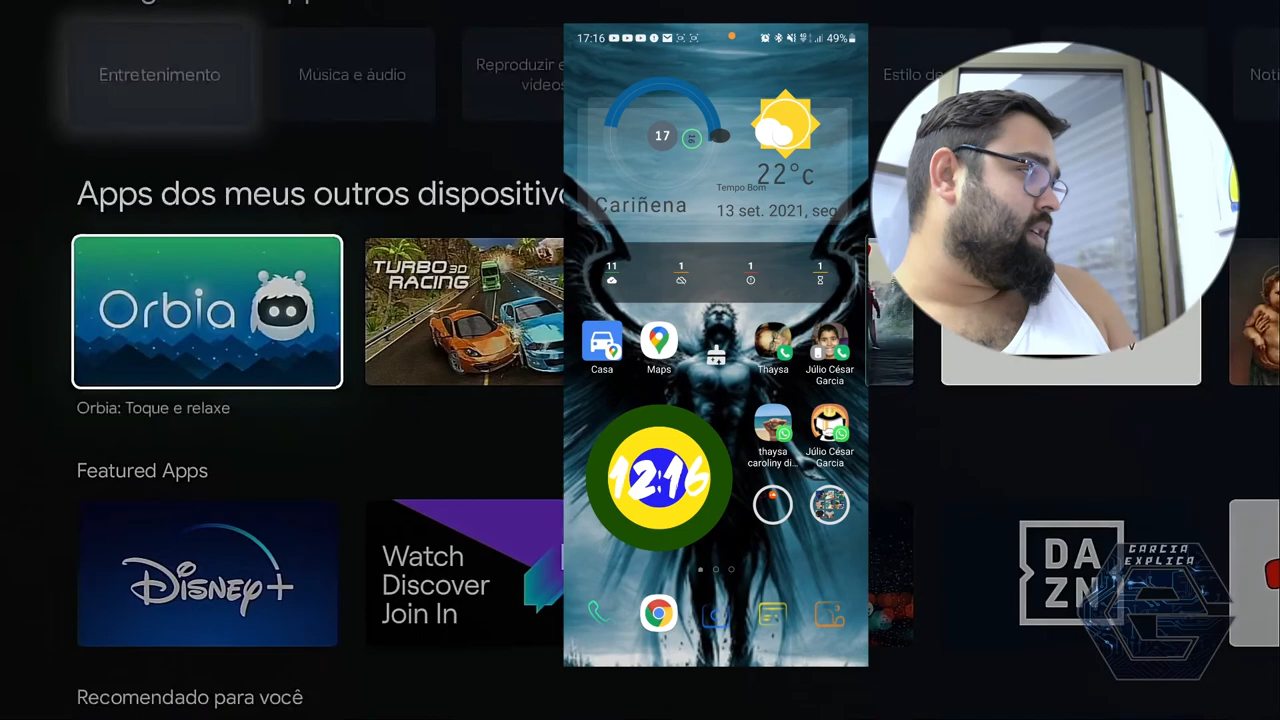 Entretenimento
Música e áudio
Reproduzir e
vídeos
Estilo de
Noti
Apps dos meus outros dispositivo
Orbia
TURBO 3D
RACING
Orbia: Toque e relaxe
Featured Apps
Disney+
Watch
Discover
Join In
DA
ZN
Recomendado para você
17:16
49%
17
16
22°c
Tempo Bom
Cariñena
13 set. 2021, seg
11
1
1
1
Casa
Maps
Thaysa
Júlio César
Garcia
12:16
thaysa
caroliny di...
Júlio César
Garcia
GARCIA
EXPLICA